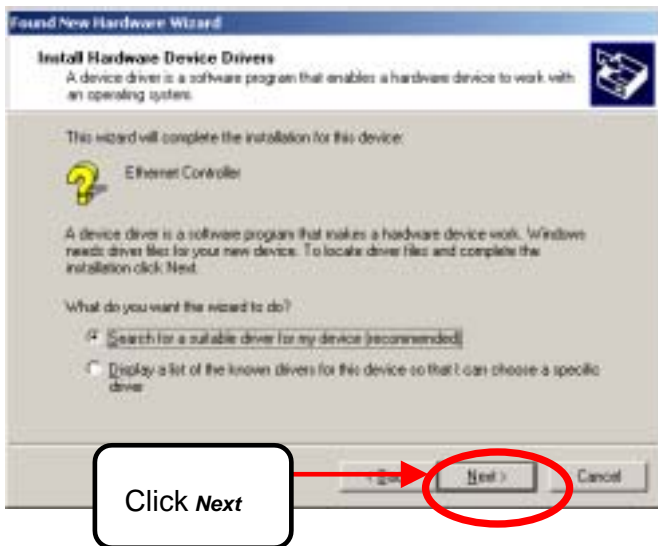 Found New Hardware Wizard
Install Hardware Device Drivers
A device driver is a software program that enables a hardware device to work with
an operating system.
This wizard will complete the installation for this device:
Ethernet Controller
A device driver is a software program that makes a hardware device work. Windows
needs driver files for your new device. To locate driver files and complete the
installation click Next.
What do you want the wizard to do?
Search for a suitable driver for my device (recommended)
Display a list of the known drivers for this device so that I can choose a specific
driver
Next >
Cancel
Click Next